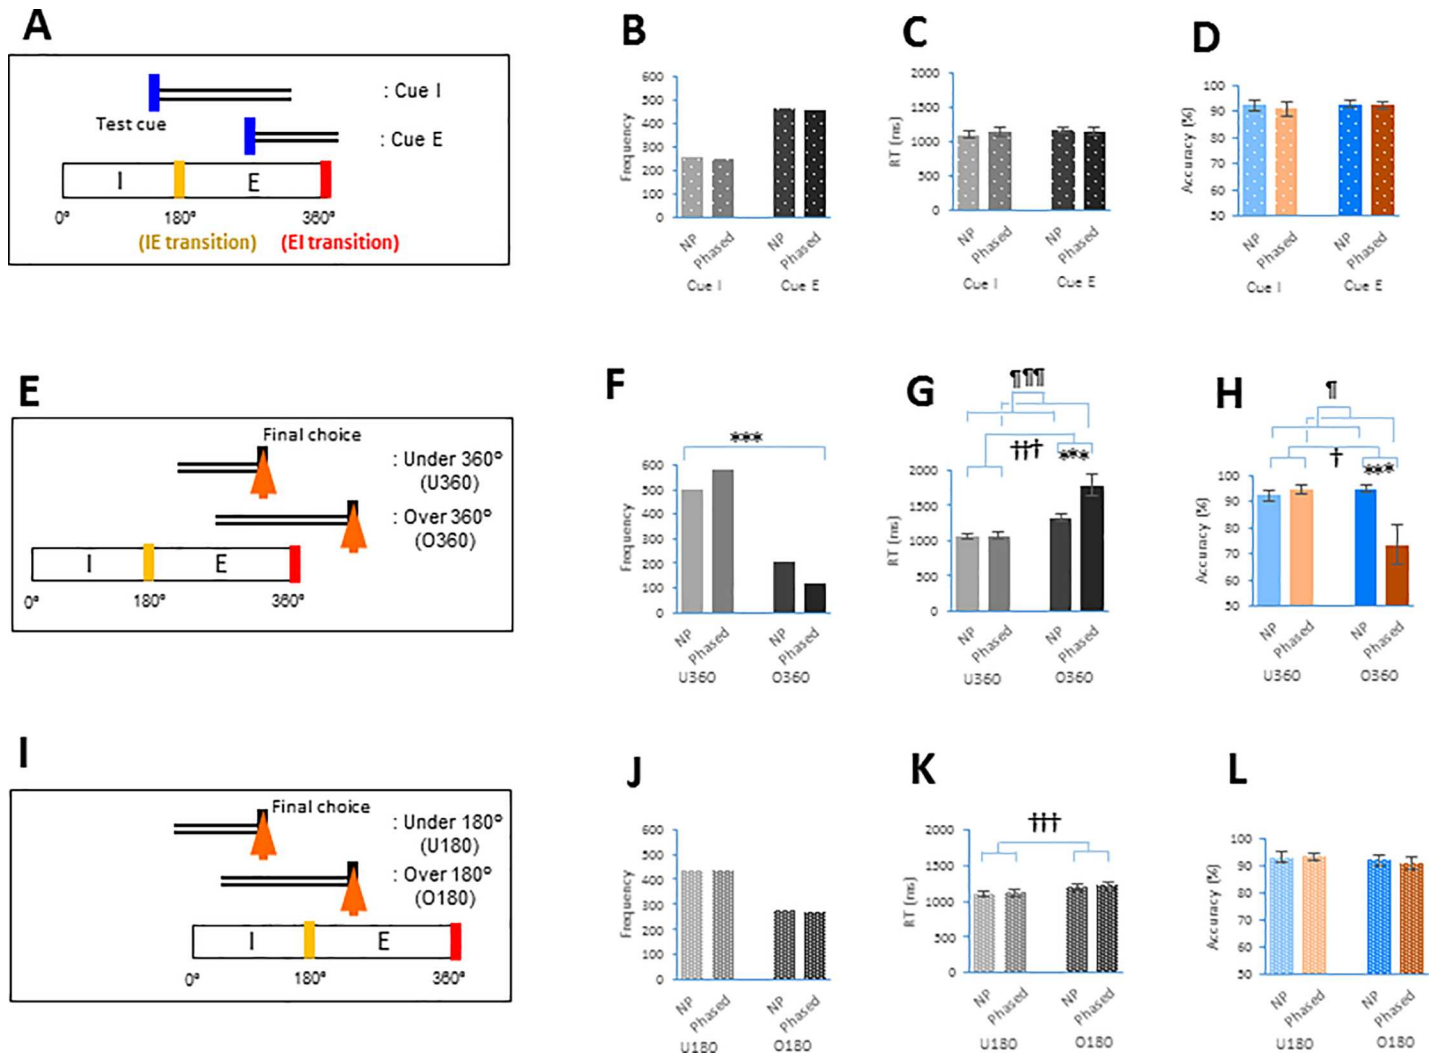 A
: Cue I
Test cue
: Cue E
I
E
0° 180° 360°
(IE transition) (EI transition)
B
600
500
400
300
200
100
0
Frequency
NP Phased NP Phased
Cue I Cue E
C
2000
1500
1000
500
0
RT (ms)
NP Phased NP Phased
Cue I Cue E
D
100
90
80
70
60
50
Accuracy (%)
NP Phased NP Phased
Cue I Cue E
E
Final choice
: Under 360°
(U360)
: Over 360°
(O360)
I
E
0° 180° 360°
F
***
600
500
400
300
200
100
0
Frequency
NP Phased NP Phased
U360 O360
G
¶¶¶
†††
***
2000
1500
1000
500
0
RT (ms)
NP Phased NP Phased
U360 O360
H
¶
†
***
100
90
80
70
60
50
Accuracy (%)
NP Phased NP Phased
U360 O360
I
Final choice
: Under 180°
(U180)
: Over 180°
(O180)
I
E
0° 180° 360°
J
600
500
400
300
200
100
0
Frequency
NP Phased NP Phased
U180 O180
K
†††
2000
1500
1000
500
0
RT (ms)
NP Phased NP Phased
U180 O180
L
100
90
80
70
60
50
Accuracy (%)
NP Phased NP Phased
U180 O180